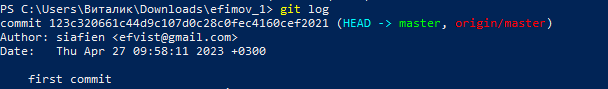 PS C:\Users\Виталик\Downloads\efimov_1> git log
commit 123c320661c44d9c107d0c28c0fec4160cef2021 (HEAD -> master, origin/master)
Author: siafien <efvist@gmail.com>
Date:   Thu Apr 27 09:58:11 2023 +0300
    first commit